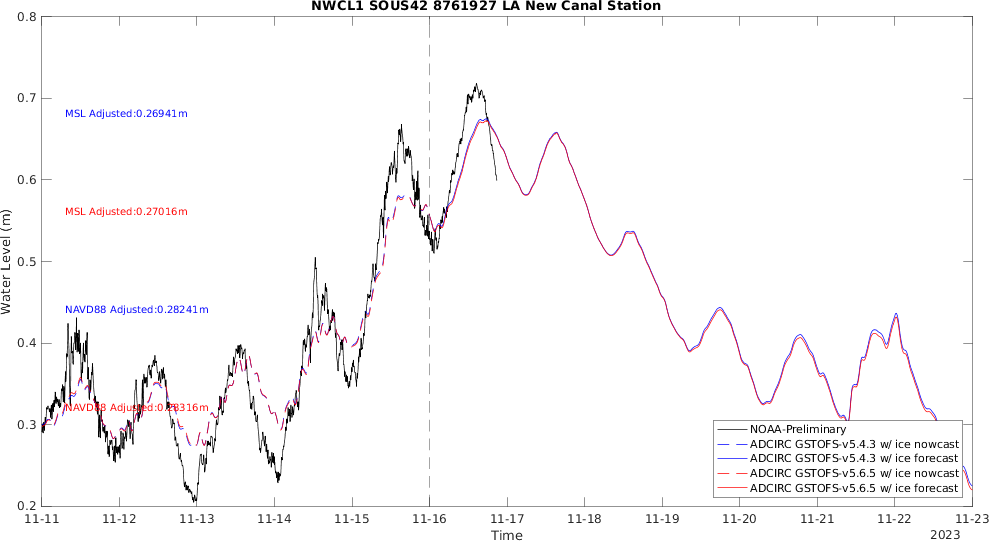 NWCL1 SOUS42 8761927 LA New Canal Station
0.8
0.7
0.6
0.5
0.4
0.3
0.2
Water Level (m)
MSL Adjusted:0.26941m
MSL Adjusted:0.27016m
NAVD88 Adjusted:0.28241m
NAVD88 Adjusted:0.28316m
NOAA-Preliminary
ADCIRC GSTOFS-v5.4.3 w/ ice nowcast
ADCIRC GSTOFS-v5.4.3 w/ ice forecast
ADCIRC GSTOFS-v5.6.5 w/ ice nowcast
ADCIRC GSTOFS-v5.6.5 w/ ice forecast
11-11 11-12 11-13 11-14 11-15 11-16 11-17 11-18 11-19 11-20 11-21 11-22 11-23
Time
2023